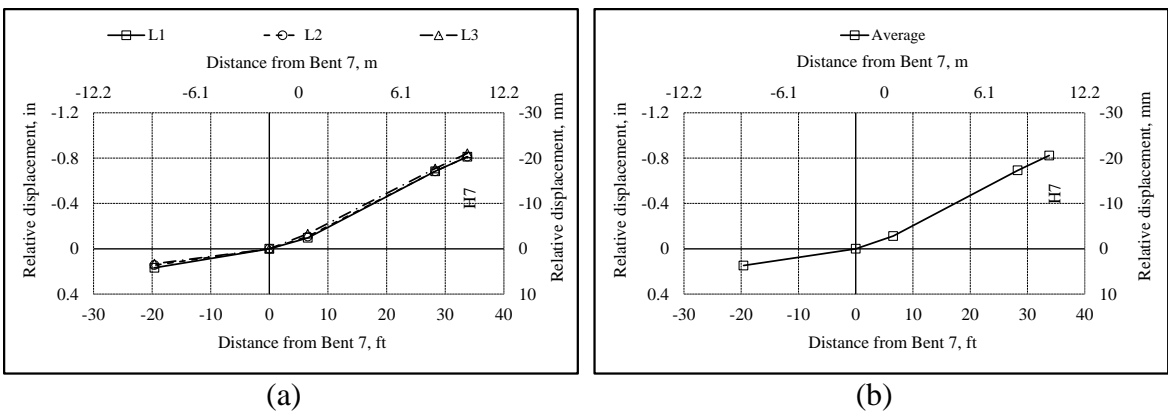 L1 L2 L3
Distance from Bent 7, m
-12.2 -6.1 0 6.1 12.2
Relative displacement, in
-1.2
-0.8
-0.4
0
0.4
-30
-20
-10
0
10
Relative displacement, mm
H7
-30 -20 -10 0 10 20 30 40
Distance from Bent 7, ft
(a)
Average
Distance from Bent 7, m
-12.2 -6.1 0 6.1 12.2
Relative displacement, in
-1.2
-0.8
-0.4
0
0.4
-30
-20
-10
0
10
Relative displacement, mm
H7
-30 -20 -10 0 10 20 30 40
Distance from Bent 7, ft
(b)